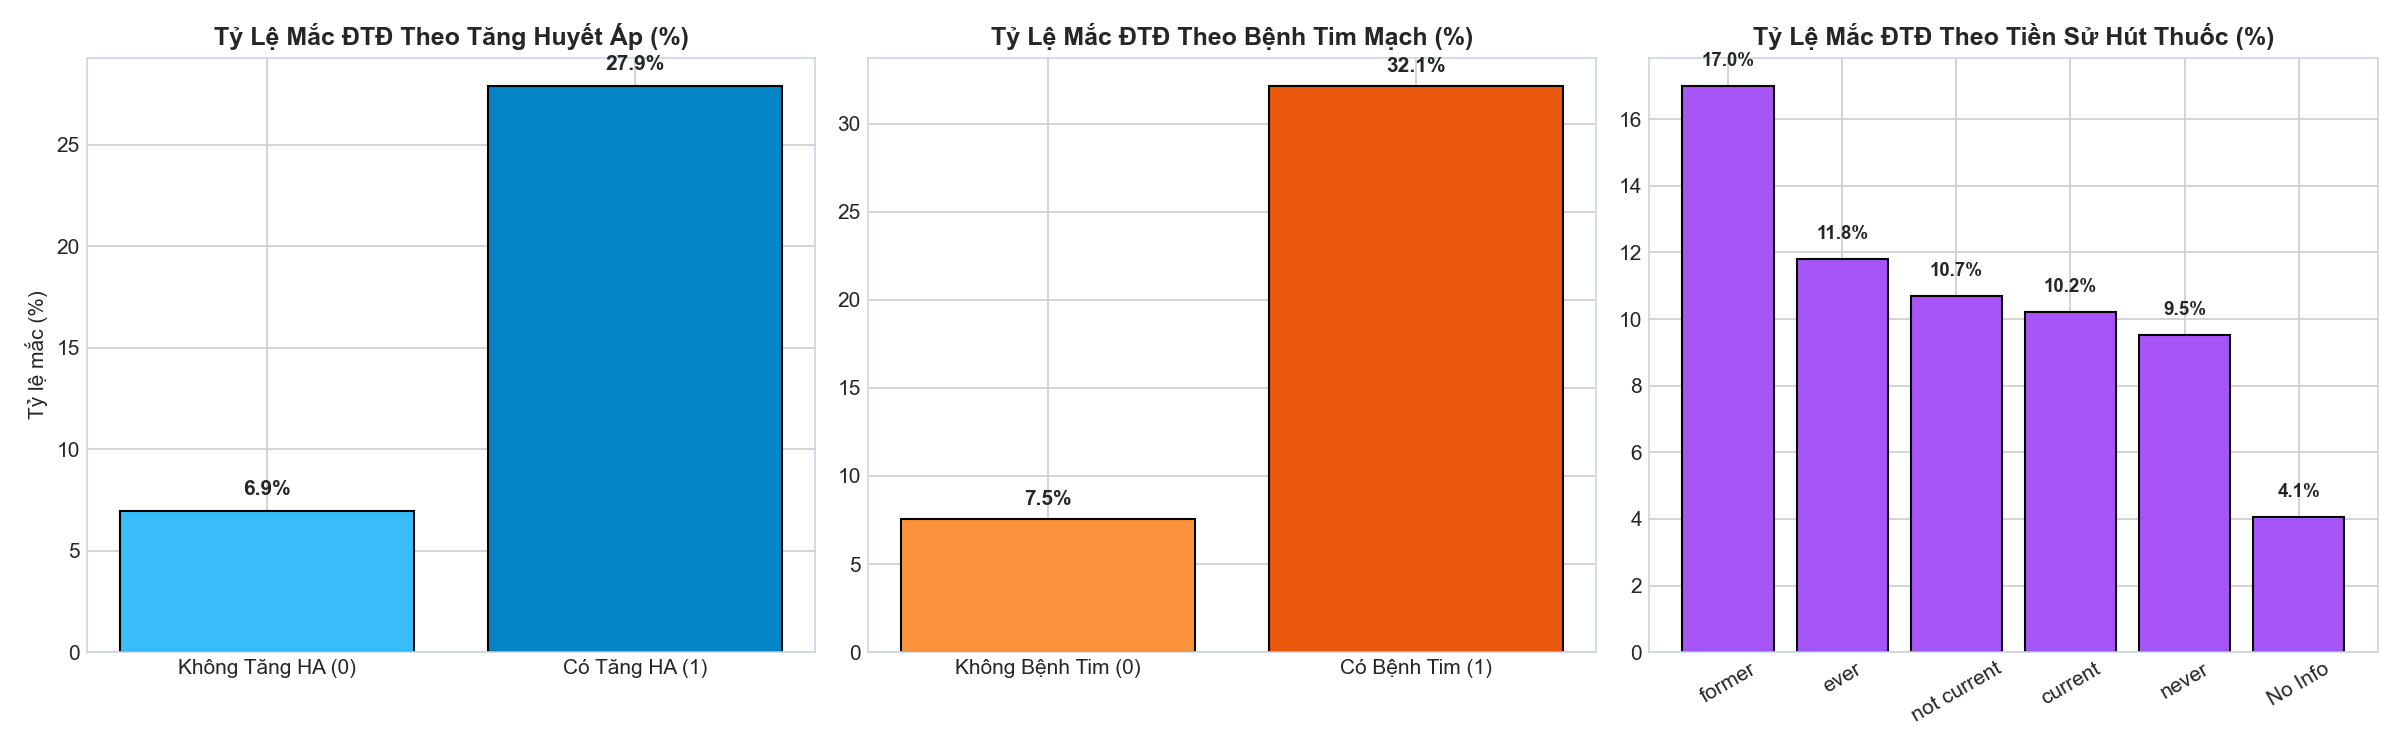 Tỷ Lệ Mắc ĐTĐ Theo Tăng Huyết Áp (%)
Tỷ lệ mắc (%)
25
20
15
10
5
0
27.9%
6.9%
Không Tăng HA (0)
Có Tăng HA (1)
Tỷ Lệ Mắc ĐTĐ Theo Bệnh Tim Mạch (%)
30
25
20
15
10
5
0
32.1%
7.5%
Không Bệnh Tim (0)
Có Bệnh Tim (1)
Tỷ Lệ Mắc ĐTĐ Theo Tiền Sử Hút Thuốc (%)
16
14
12
10
8
6
4
2
0
17.0%
11.8%
10.7%
10.2%
9.5%
4.1%
former
ever
not current
current
never
No Info